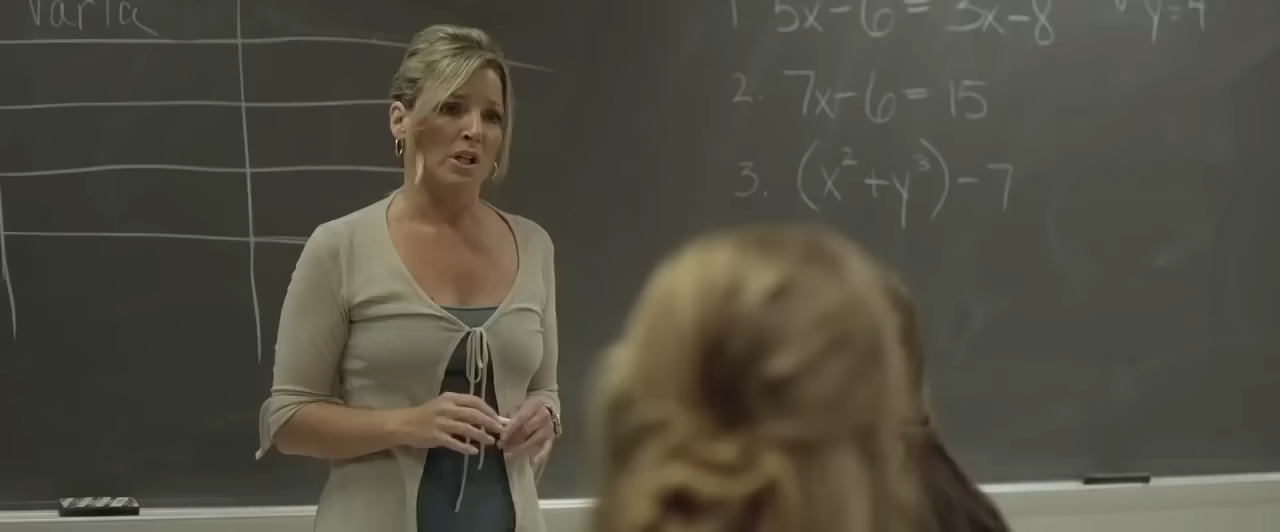 Varia
1. 5x-6= 3x-8
2. 7x-6= 15
3. (x²+y³)-7